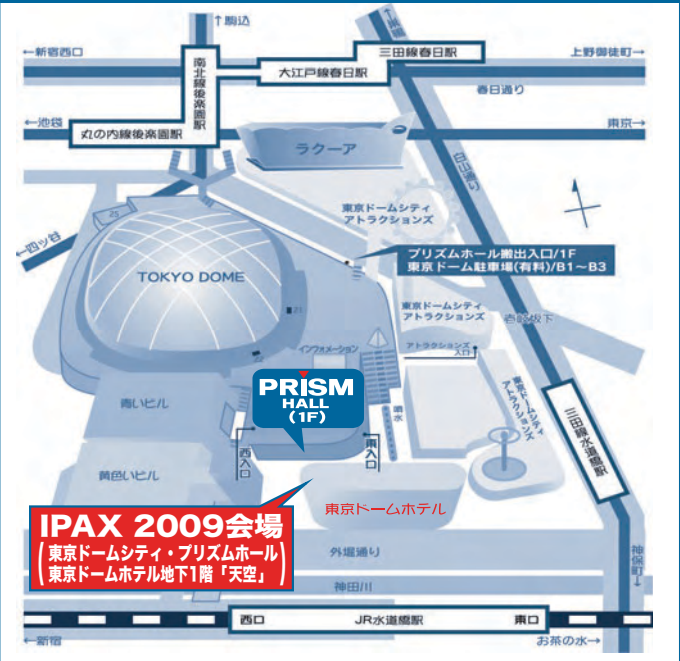 ↑駒込
←新宿西口
三田線春日駅
上野御徒町→
南北線後楽園駅
大江戸線春日駅
春日通り
←池袋
丸の内線後楽園駅
東京→
ラクーア
白山通り
東京ドームシティ
アトラクションズ
←四ツ谷
プリズムホール搬出入口/1F
東京ドーム駐車場(有料)/B1〜B3
TOKYO DOME
東京ドームシティ
アトラクションズ
21
壱岐坂下
インフォメーション
アトラクションズ
入口
PRISM
HALL
(1F)
東京ドームシティ
アトラクションズ
青いビル
噴水
西入口
東入口
三田線水道橋駅
黄色いビル
東京ドームホテル
IPAX 2009会場
(東京ドームシティ・プリズムホール
東京ドームホテル地下1階「天空」)
外堀通り
神保町→
神田川
西口
JR水道橋駅
東口
←新宿
お茶の水→